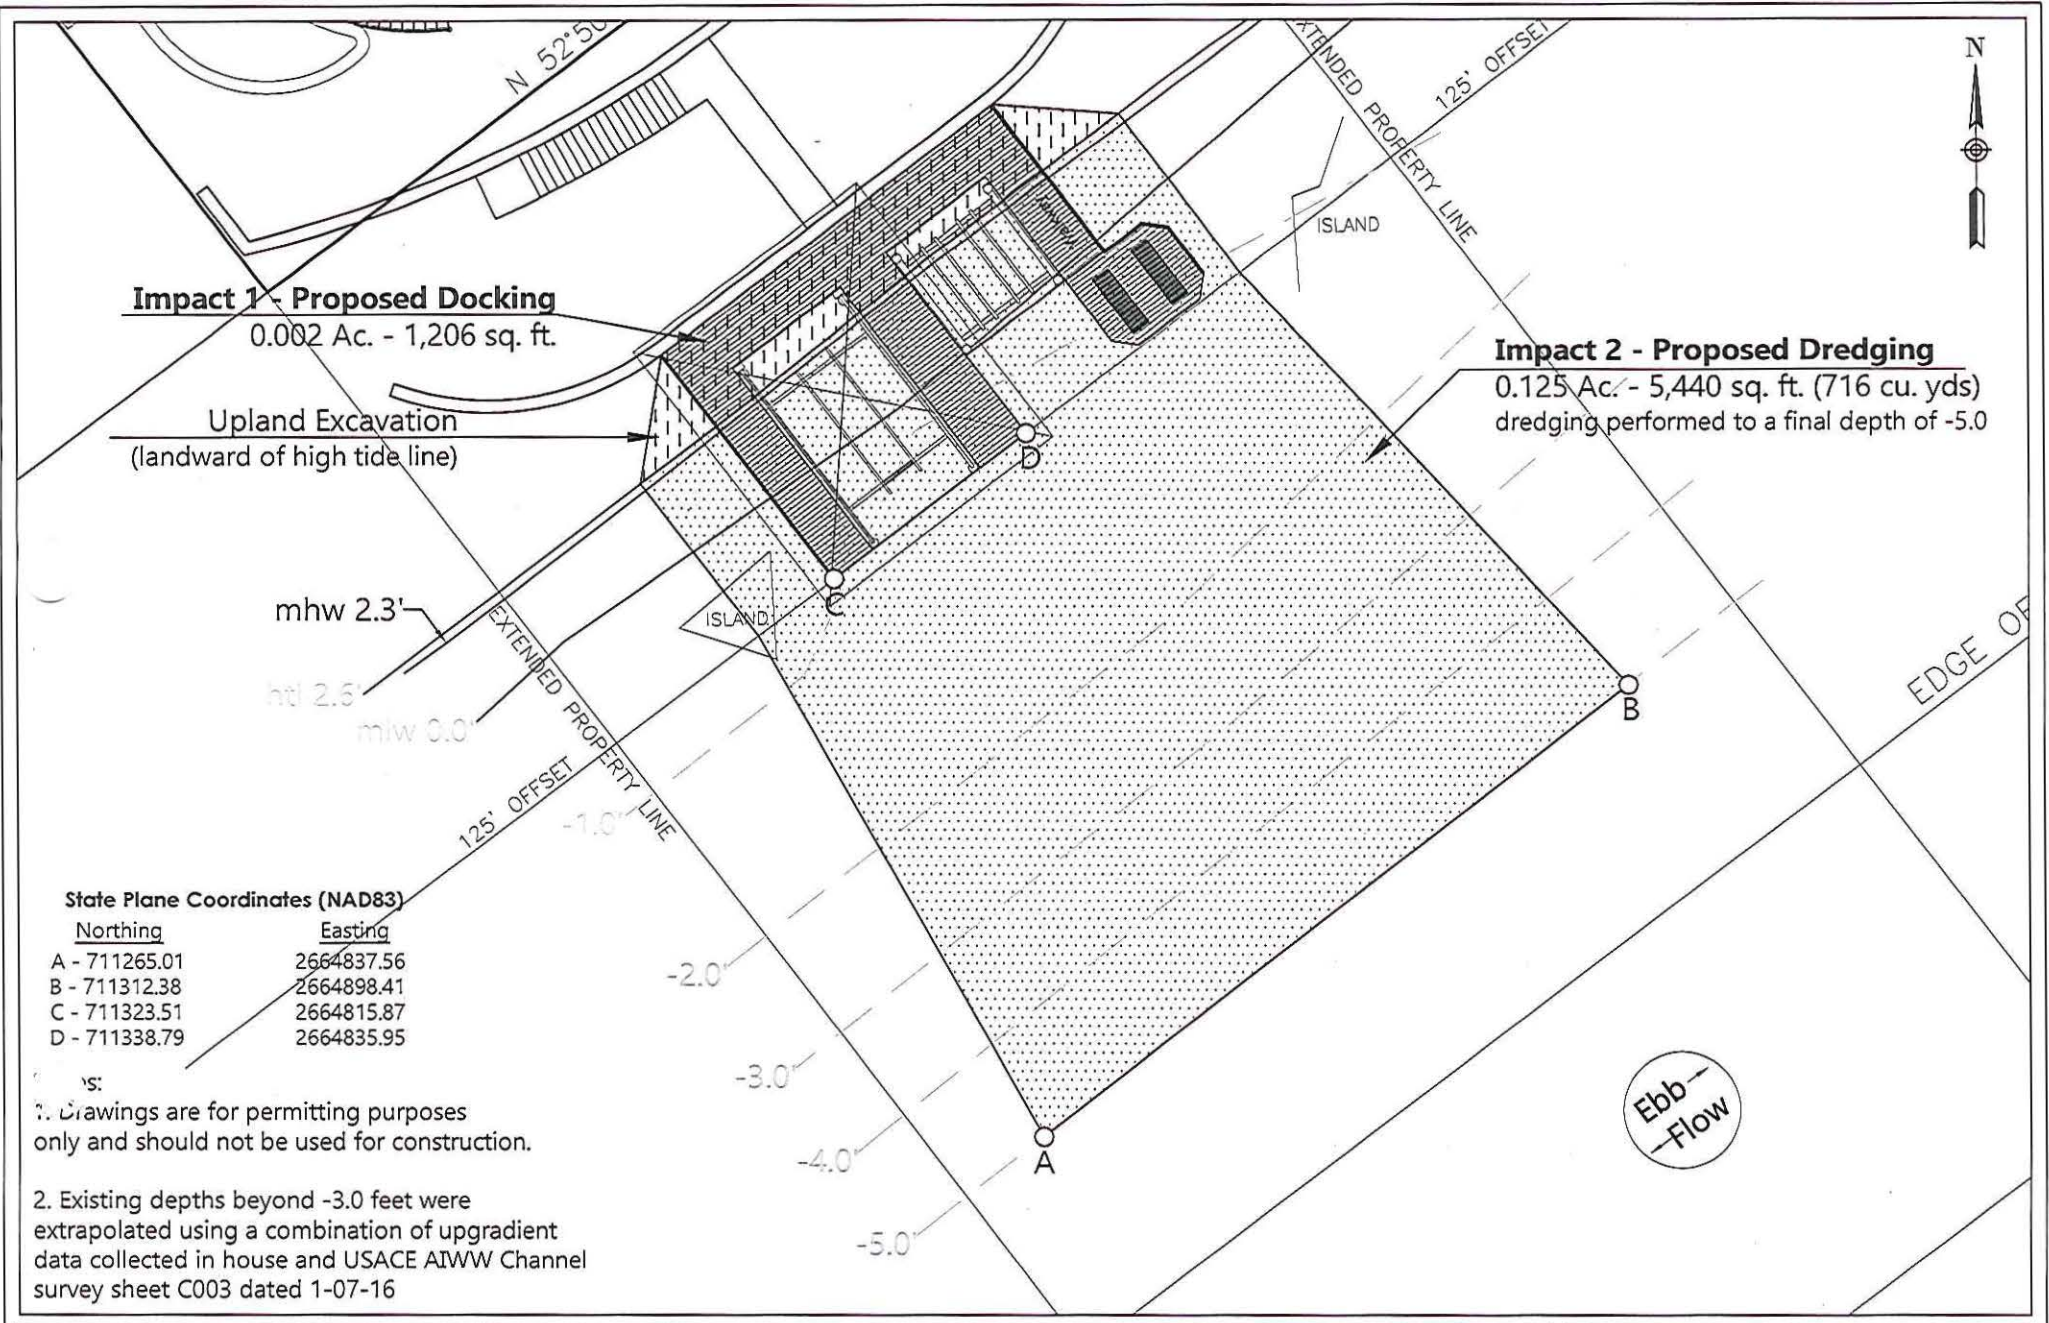 N 52°50
EXTENDED PROPERTY LINE
125' OFFSET
N
ISLAND
Impact 1 - Proposed Docking
0.002 Ac. - 1,206 sq. ft.
Impact 2 - Proposed Dredging
0.125 Ac. - 5,440 sq. ft. (716 cu. yds)
dredging performed to a final depth of -5.0
Upland Excavation
(landward of high tide line)
D
C
ISLAND
mhw 2.3'
htl 2.6'
mlw 0.0'
EXTENDED PROPERTY LINE
B
EDGE OF
125' OFFSET
-1.0'
-2.0'
-3.0'
-4.0'
-5.0'
A
Ebb
Flow
State Plane Coordinates (NAD83)
Northing Easting
A - 711265.01 2664837.56
B - 711312.38 2664898.41
C - 711323.51 2664815.87
D - 711338.79 2664835.95
1. Drawings are for permitting purposes
only and should not be used for construction.
2. Existing depths beyond -3.0 feet were
extrapolated using a combination of upgradient
data collected in house and USACE AIWW Channel
survey sheet C003 dated 1-07-16